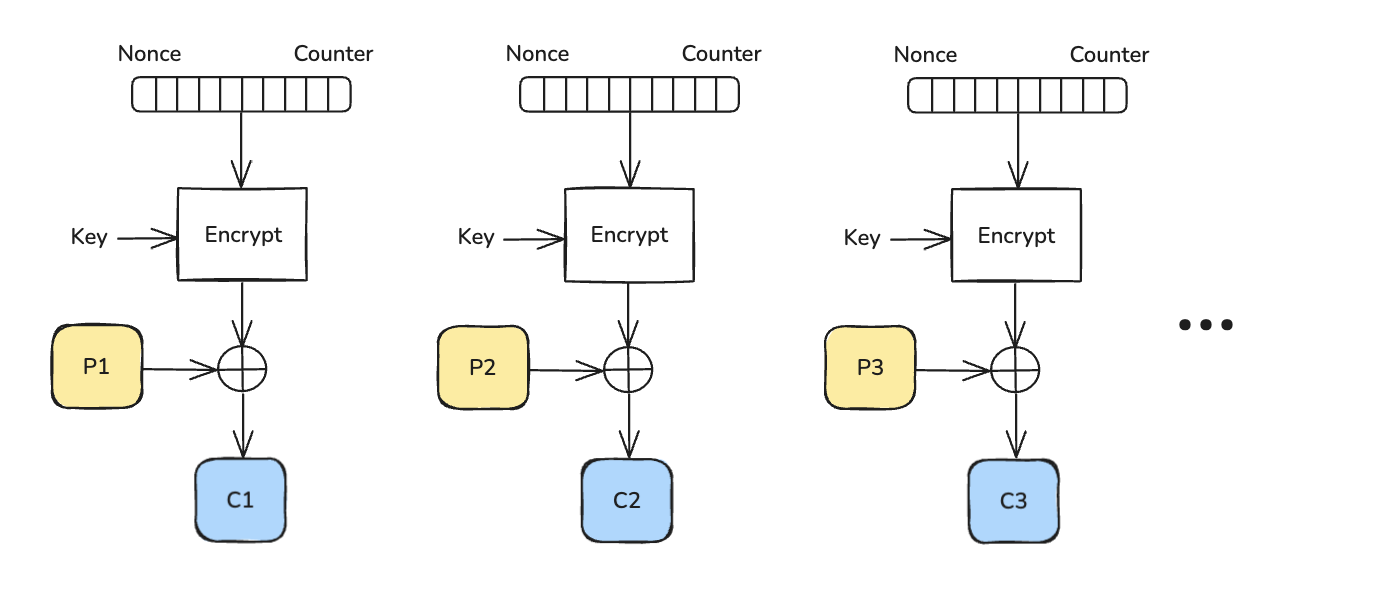 Nonce Counter
Nonce Counter
Nonce Counter
Key
Encrypt
Key
Encrypt
Key
Encrypt
P1
P2
P3
C1
C2
C3